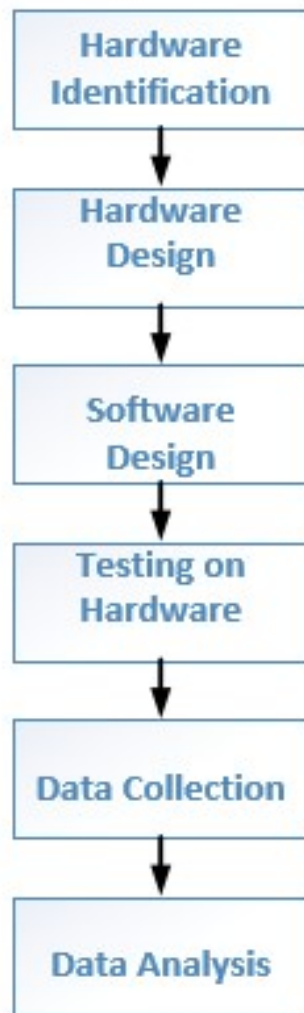 Hardware
Identification
Hardware
Design
Software
Design
Testing on
Hardware
Data Collection
Data Analysis